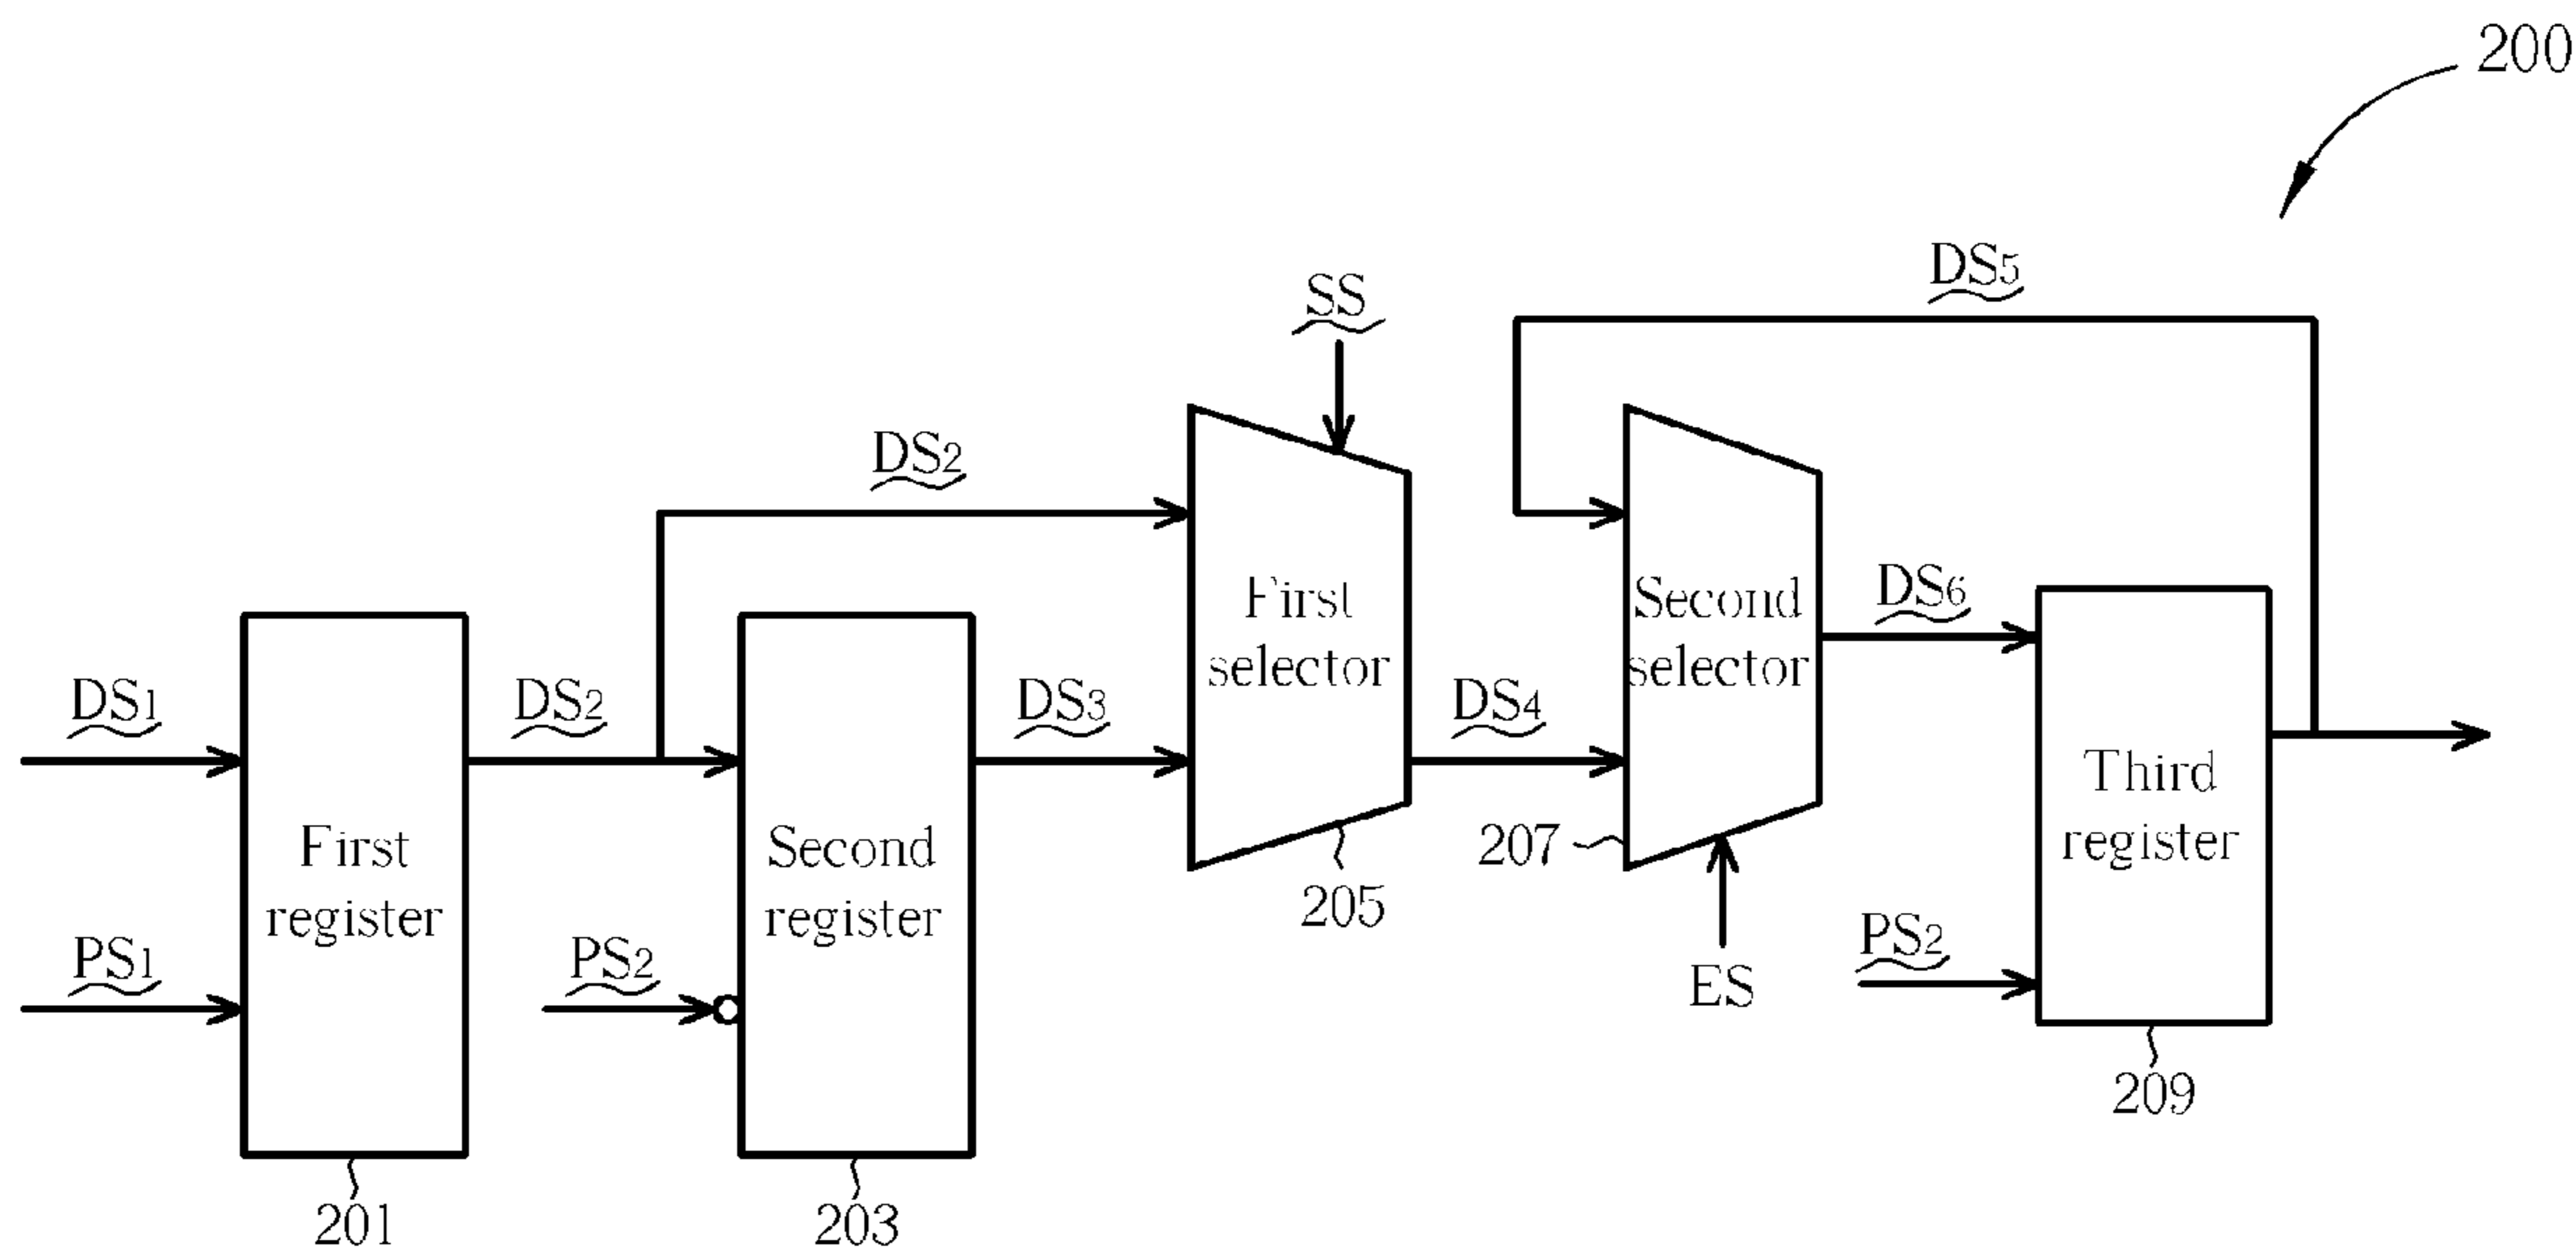 200
DS5
SS
DS2
First
selector
Second
selector
DS6
DS1
DS2
DS3
DS4
Third
register
First
register
Second
register
207
205
PS1
PS2
ES
PS2
209
201
203